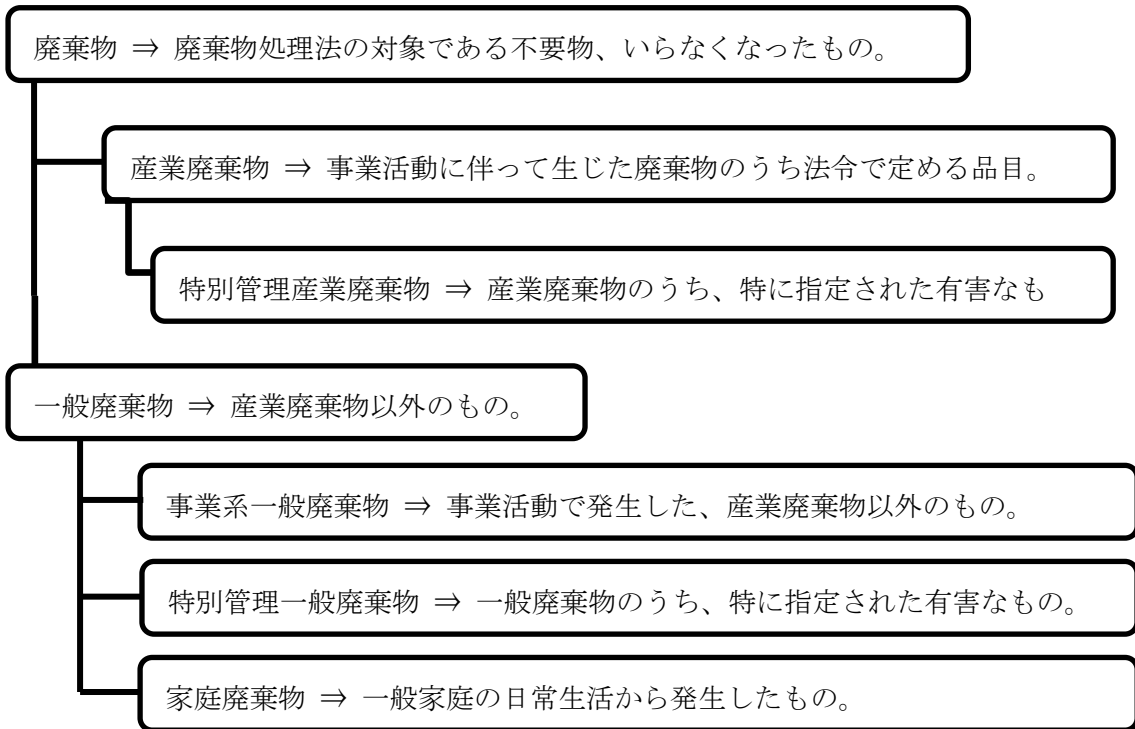 廃棄物 ⇒ 廃棄物処理法の対象である不要物、いらなくなったもの。
産業廃棄物 ⇒ 事業活動に伴って生じた廃棄物のうち法令で定める品目。
特別管理産業廃棄物 ⇒ 産業廃棄物のうち、特に指定された有害なも
一般廃棄物 ⇒ 産業廃棄物以外のもの。
事業系一般廃棄物 ⇒ 事業活動で発生した、産業廃棄物以外のもの。
特別管理一般廃棄物 ⇒ 一般廃棄物のうち、特に指定された有害なもの。
家庭廃棄物 ⇒ 一般家庭の日常生活から発生したもの。